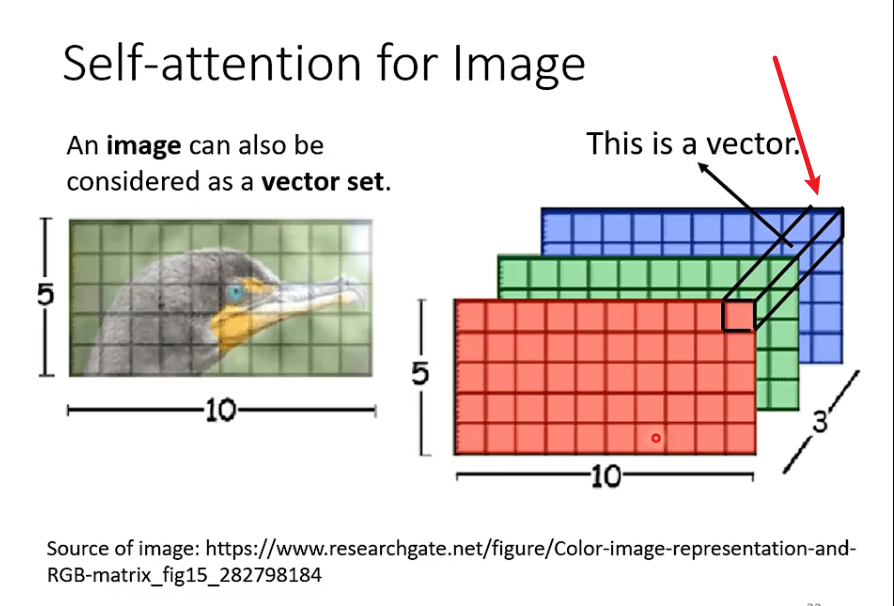 Self-attention for Image
An image can also be
considered as a vector set.
This is a vector.
5
10
5
10
3
Source of image: https://www.researchgate.net/figure/Color-image-representation-and-
RGB-matrix_fig15_282798184